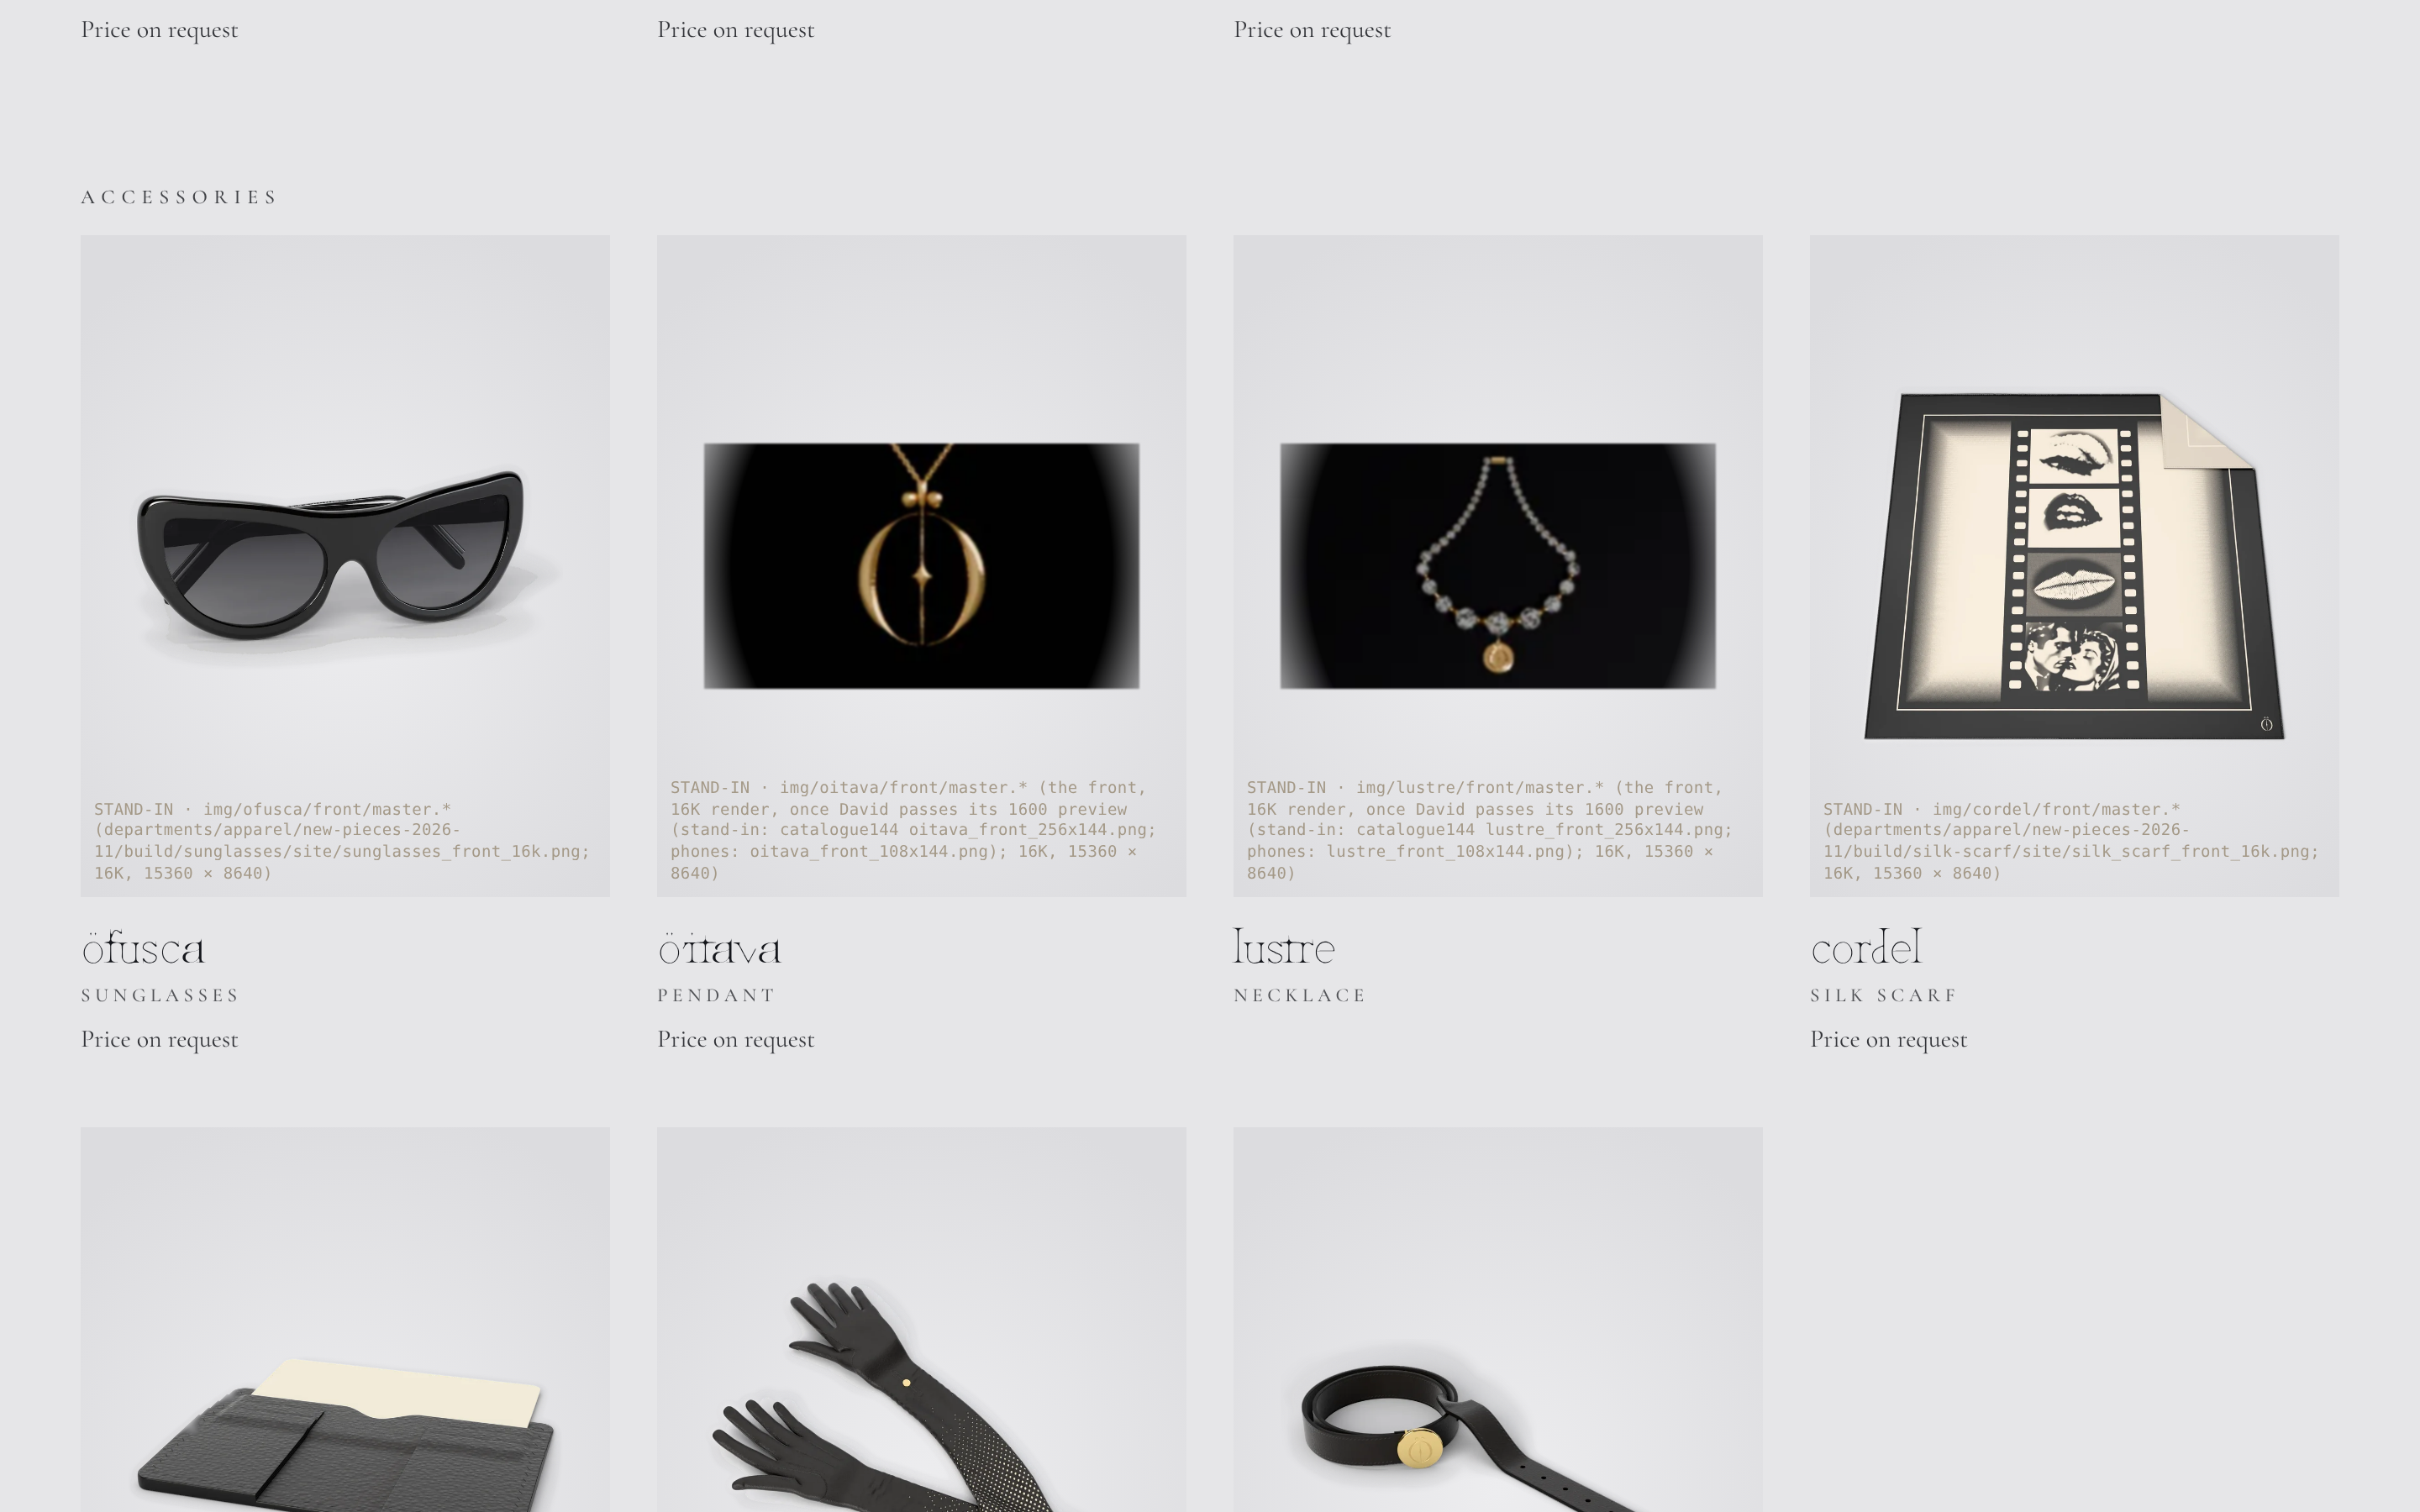 Price on request
Price on request
Price on request
ACCESSORIES
STAND-IN · img/ofusca/front/master.*
(departments/apparel/new-pieces-2026-
11/build/sunglasses/site/sunglasses_front_16k.png;
16K, 15360 × 8640)
STAND-IN · img/oitava/front/master.* (the front,
16K render, once David passes its 1600 preview
(stand-in: catalogue144 oitava_front_256x144.png;
phones: oitava_front_108x144.png); 16K, 15360 ×
8640)
STAND-IN · img/lustre/front/master.* (the front,
16K render, once David passes its 1600 preview
(stand-in: catalogue144 lustre_front_256x144.png;
phones: lustre_front_108x144.png); 16K, 15360 ×
8640)
STAND-IN · img/cordel/front/master.*
(departments/apparel/new-pieces-2026-
11/build/silk-scarf/site/silk_scarf_front_16k.png;
16K, 15360 × 8640)
öfusca
SUNGLASSES
Price on request
öitava
PENDANT
Price on request
lustre
NECKLACE
cordel
SILK SCARF
Price on request